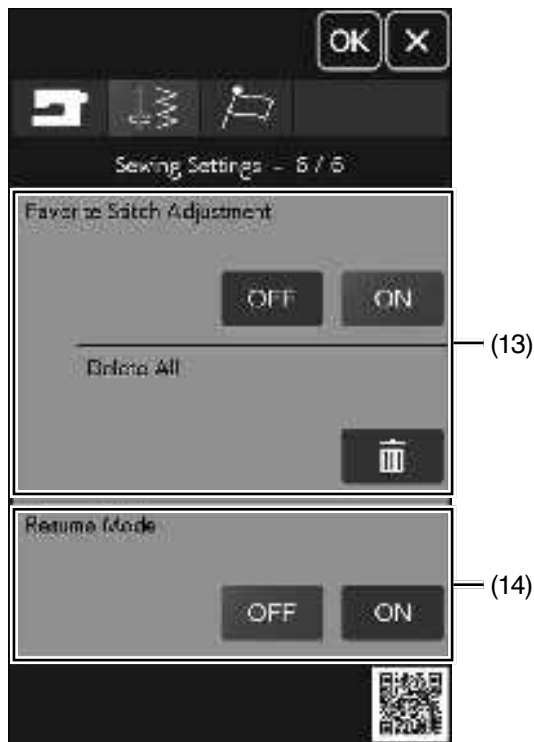 OK ×
Sewing Settings - 6 / 6
Favorite Stitch Adjustment
OFF ON
(13)
Delete All
Resume Mode
OFF ON
(14)